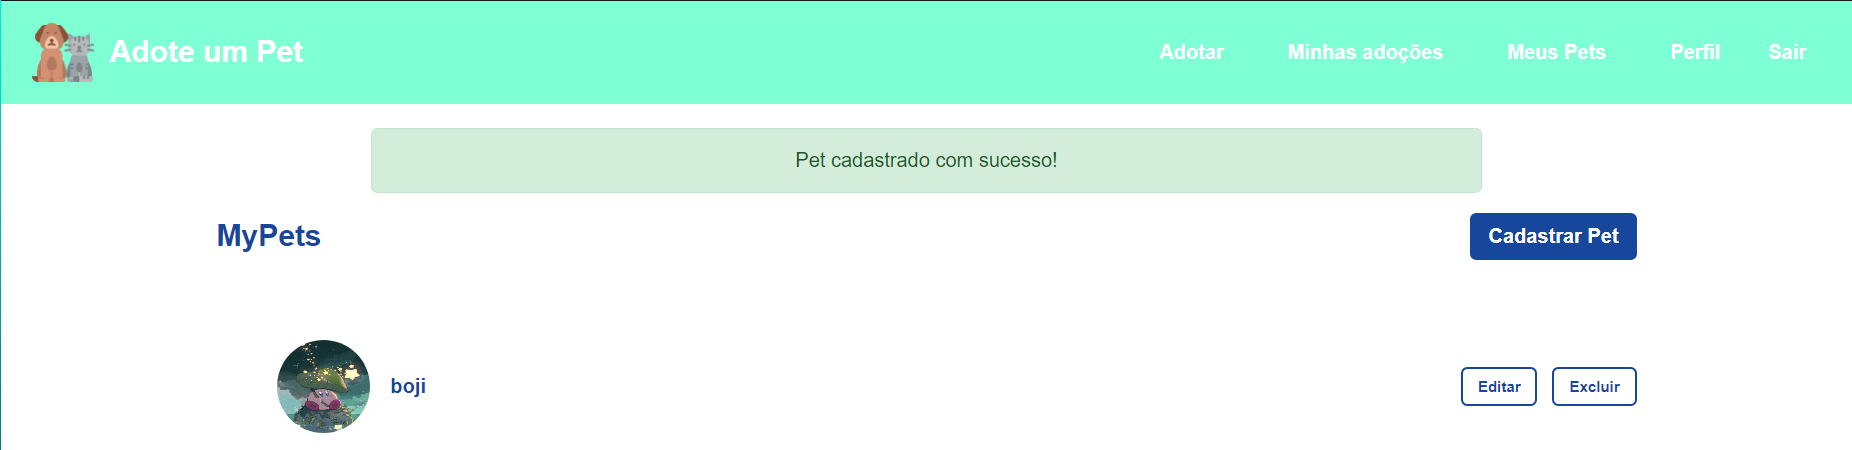 Adote um Pet
Adotar Minhas adoções Meus Pets Perfil Sair
Pet cadastrado com sucesso!
MyPets
Cadastrar Pet
boji
Editar Excluir